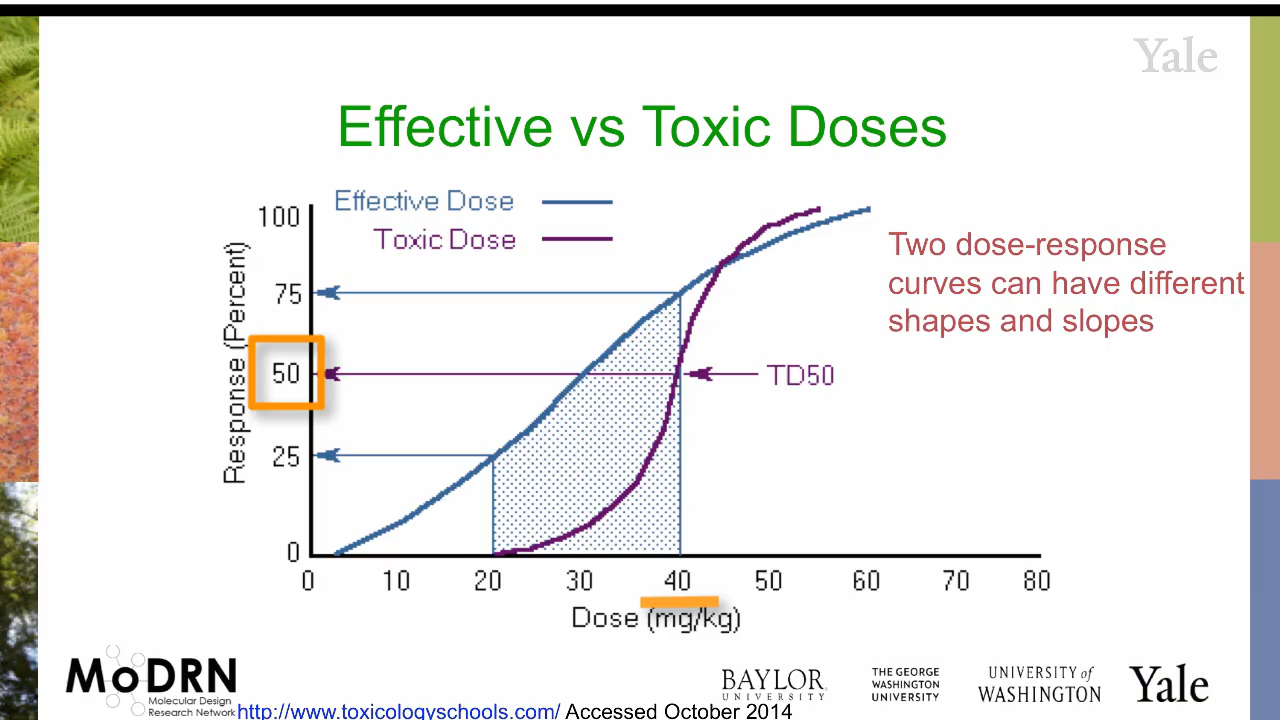 Yale
Effective vs Toxic Doses
Effective Dose
Toxic Dose
Two dose-response
curves can have different
shapes and slopes
Response (Percent)
100
75
50
25
0
TD50
0 10 20 30 40 50 60 70 80
Dose (mg/kg)
MoDRN
Molecular Design
Research Network
BAYLOR
UNIVERSITY
THE GEORGE
WASHINGTON
UNIVERSITY
UNIVERSITY of
WASHINGTON
Yale
http://www.toxicologyschools.com/ Accessed October 2014